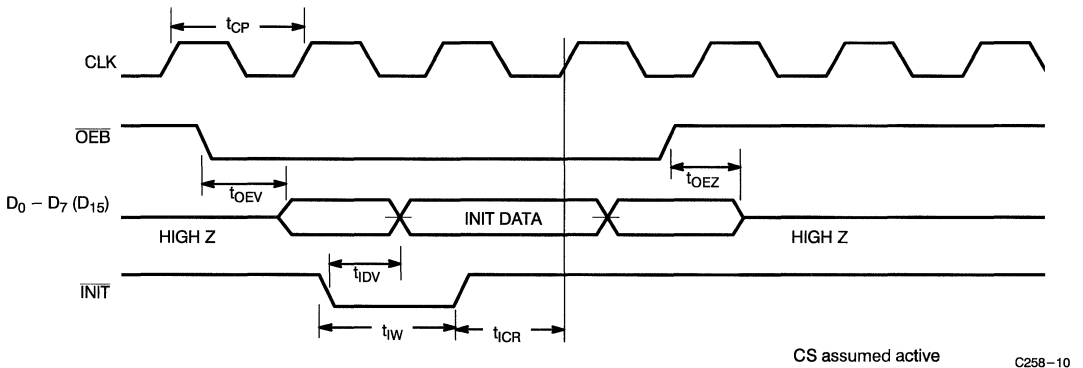 tCP
CLK
OEB
tOEV
tOEZ
D0 – D7 (D15)
INIT DATA
HIGH Z
HIGH Z
tIDV
INIT
tIW
tICR
CS assumed active
C258–10